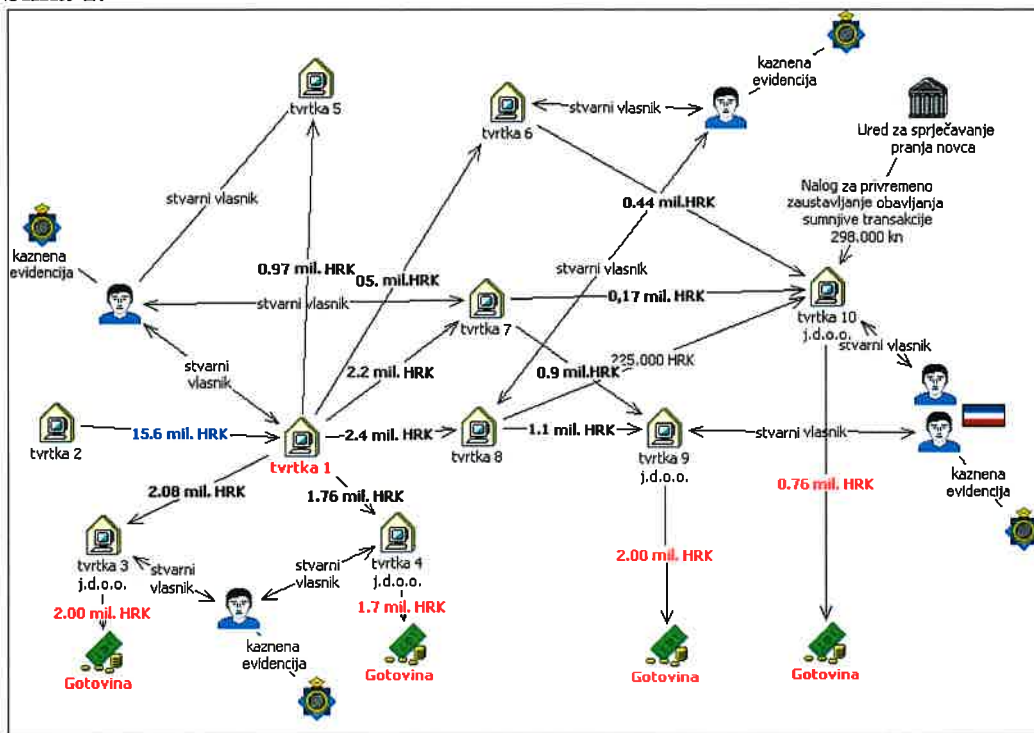 kaznena
evidencija
tvrtka 5
tvrtka 6
stvarni vlasnik
Ured za sprječavanje
pranja novca
Nalog za privremeno
zaustavljanje obavljanja
sumnjive transakcije
298.000 kn
stvarni vlasnik
0.44 mil.HRK
kaznena
evidencija
0.97 mil. HRK
05. mil.HRK
stvarni vlasnik
stvarni vlasnik
0,17 mil. HRK
tvrtka 7
tvrtka 10
j.d.o.o.
stvarni vlasnik
stvarni
vlasnik
2.2 mil. HRK
0.9 mil.HRK
225.000 HRK
15.6 mil. HRK
2.4 mil. HRK
1.1 mil. HRK
stvarni vlasnik
tvrtka 2
tvrtka 1
tvrtka 8
tvrtka 9
j.d.o.o.
2.08 mil. HRK
1.76 mil. HRK
0.76 mil. HRK
kaznena
evidencija
tvrtka 3
j.d.o.o.
stvarni
vlasnik
stvarni
vlasnik
tvrtka 4
j.d.o.o.
2.00 mil. HRK
2.00 mil. HRK
1.7 mil. HRK
kaznena
evidencija
Gotovina
Gotovina
Gotovina
Gotovina